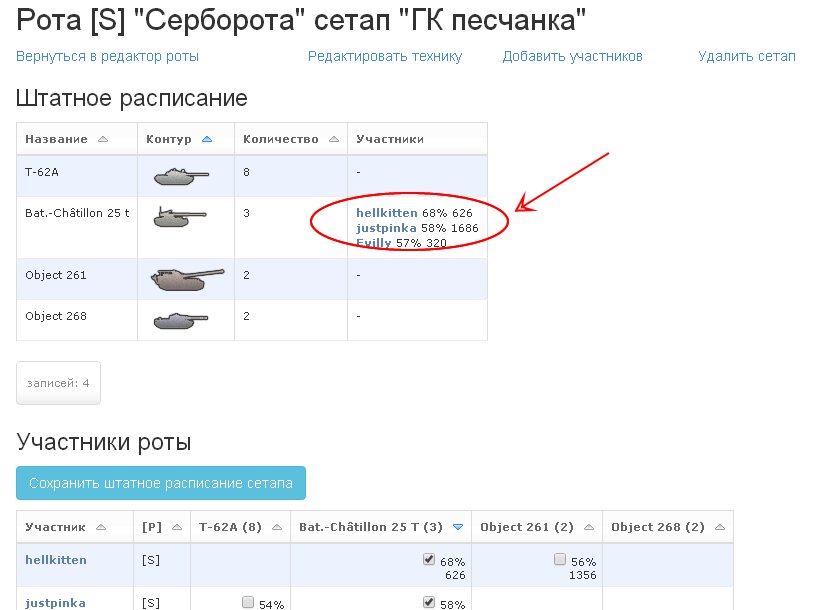 Рота [S] "Серборота" сетап "ГК песчанка"
Вернуться в редактор роты Редактировать технику Добавить участников Удалить сетап
Штатное расписание
Название Контур Количество Участники
T-62A 8 -
Bat.-Châtillon 25 t 3 hellkitten 68% 626
justpinka 58% 1686
Evilly 57% 320
Object 261 2 -
Object 268 2 -
записей: 4
Участники роты
Сохранить штатное расписание сетапа
Участник [P] T-62A (8) Bat.-Châtillon 25 T (3) Object 261 (2) Object 268 (2)
hellkitten [S] 68% 56%
626 1356
justpinka [S] 54% 58%